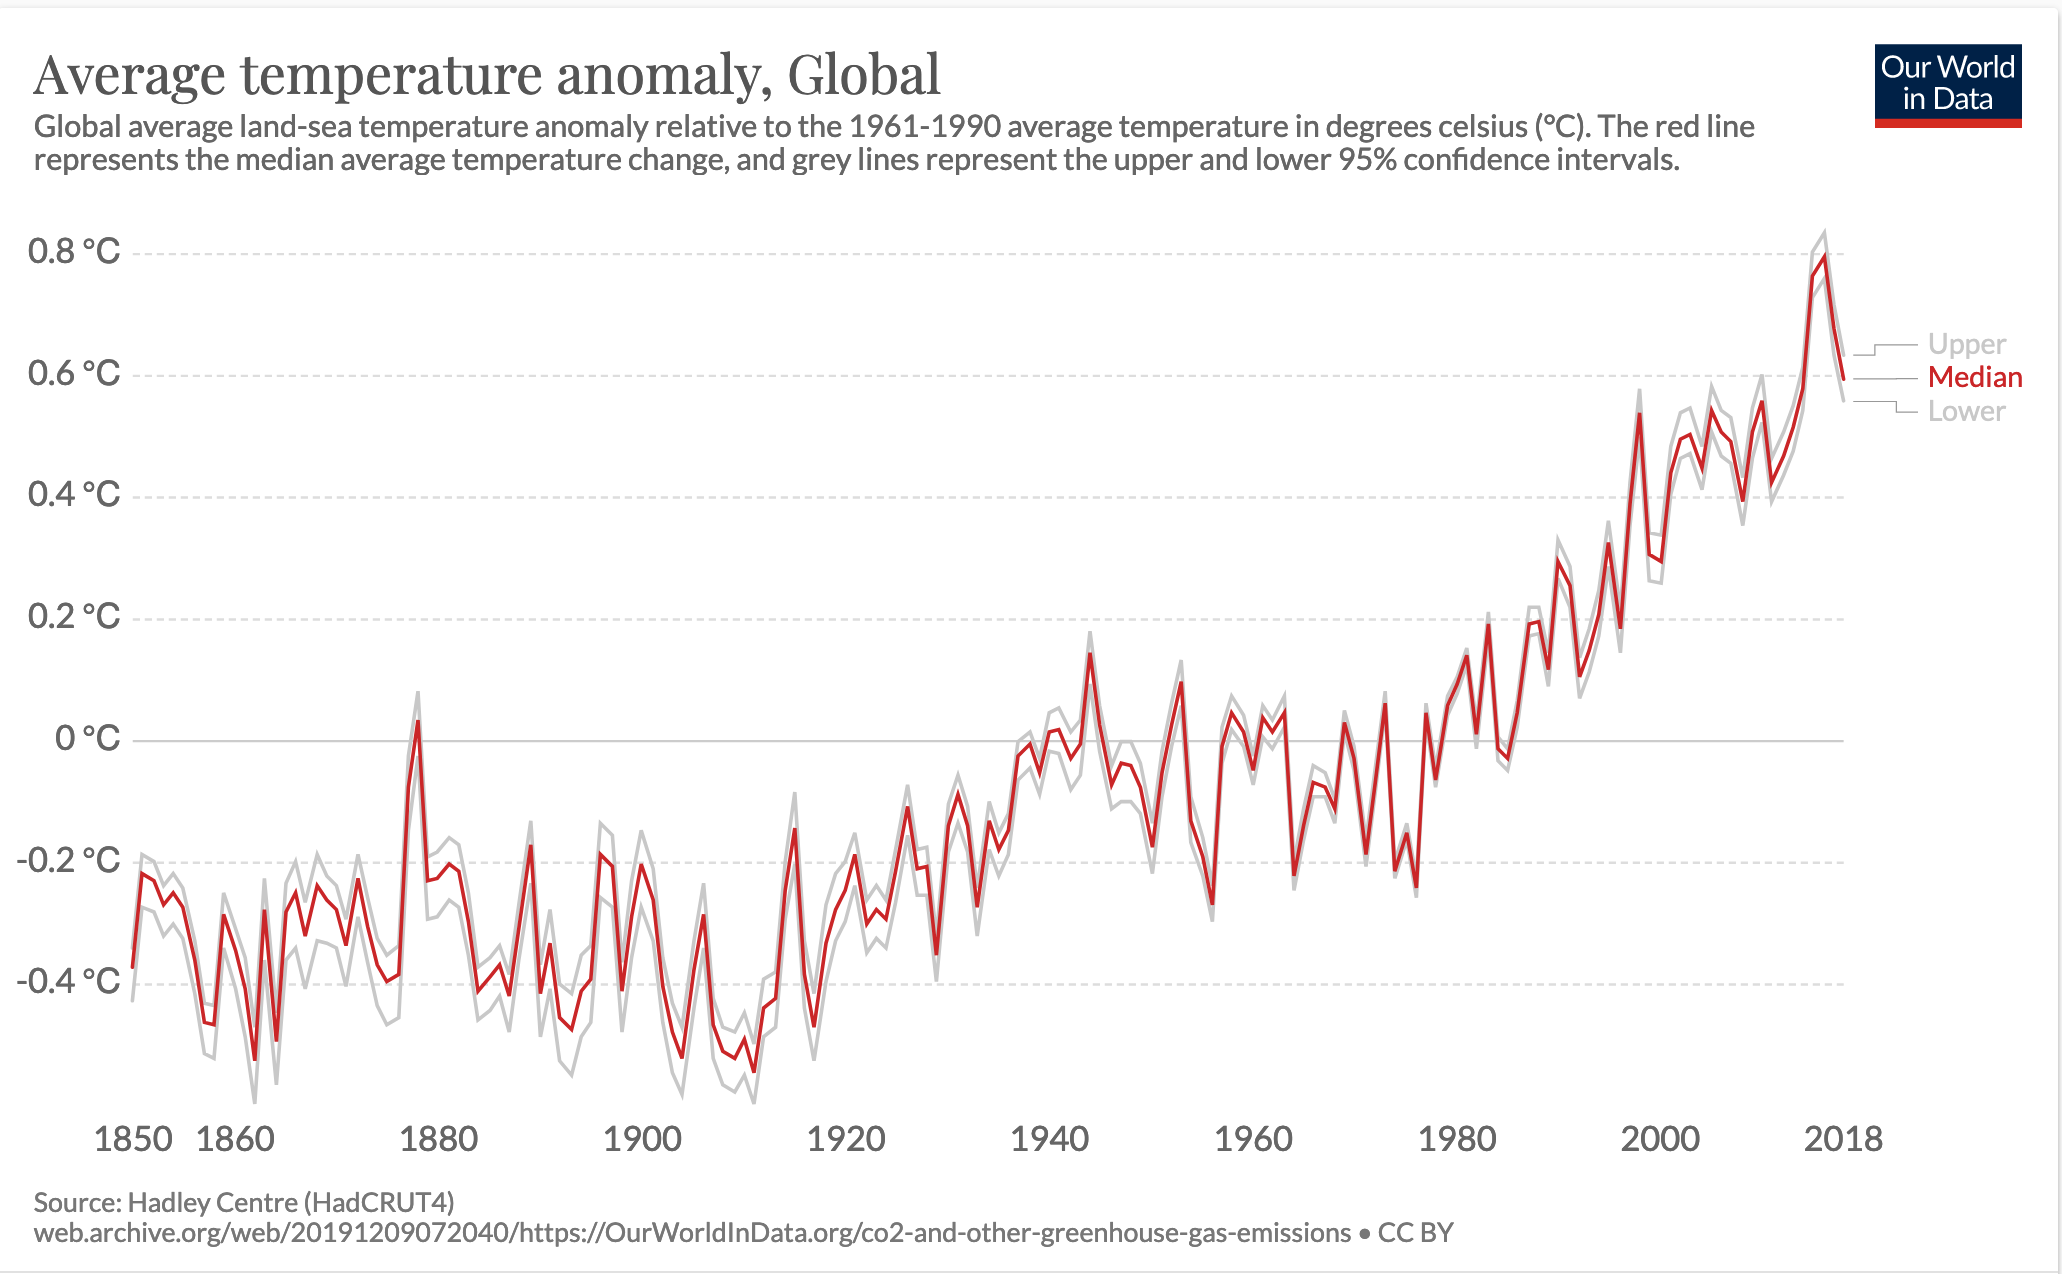 Average temperature anomaly, Global
Our World
in Data
Global average land-sea temperature anomaly relative to the 1961-1990 average temperature in degrees celsius (°C). The red line
represents the median average temperature change, and grey lines represent the upper and lower 95% confidence intervals.
0.8 °C
0.6 °C
0.4 °C
0.2 °C
0 °C
-0.2 °C
-0.4 °C
Upper
Median
Lower
1850 1860 1880 1900 1920 1940 1960 1980 2000 2018
Source: Hadley Centre (HadCRUT4)
web.archive.org/web/20191209072040/https://OurWorldInData.org/co2-and-other-greenhouse-gas-emissions • CC BY